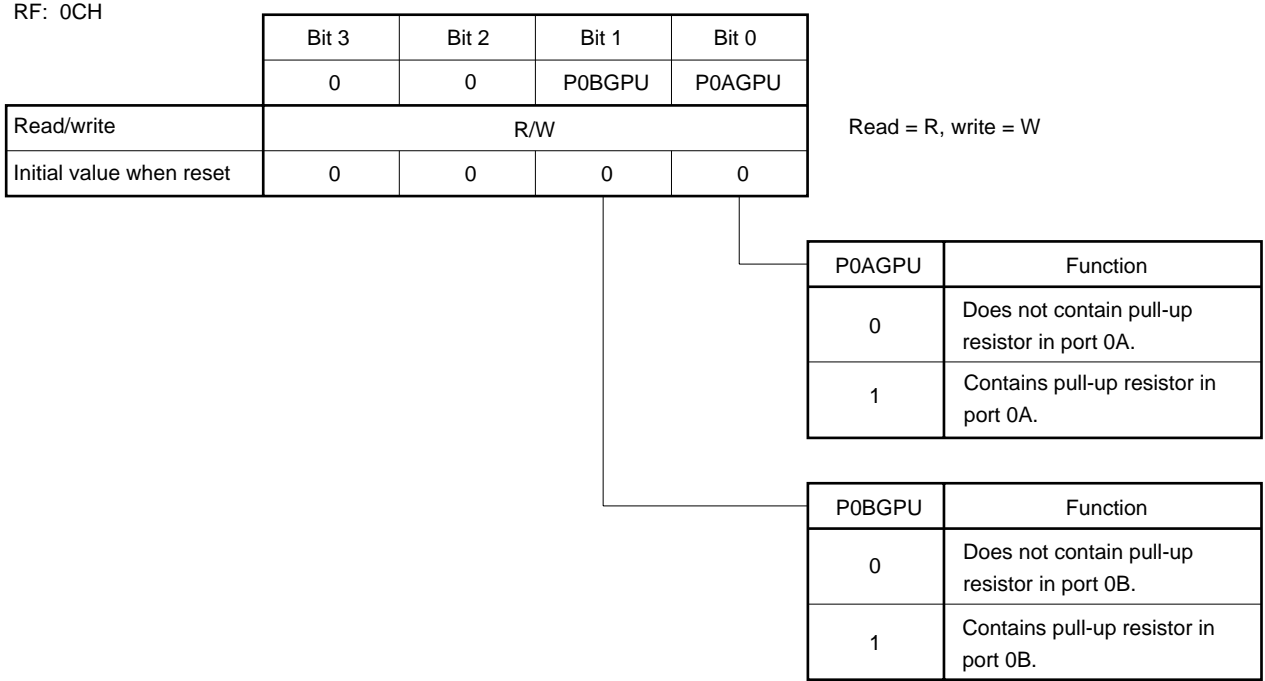 RF: 0CH
Bit 3 Bit 2 Bit 1 Bit 0
0 0 P0BGPU P0AGPU
Read/write R/W Read = R, write = W
Initial value when reset 0 0 0 0
P0AGPU Function
0 Does not contain pull-up
resistor in port 0A.
1 Contains pull-up resistor in
port 0A.
P0BGPU Function
0 Does not contain pull-up
resistor in port 0B.
1 Contains pull-up resistor in
port 0B.